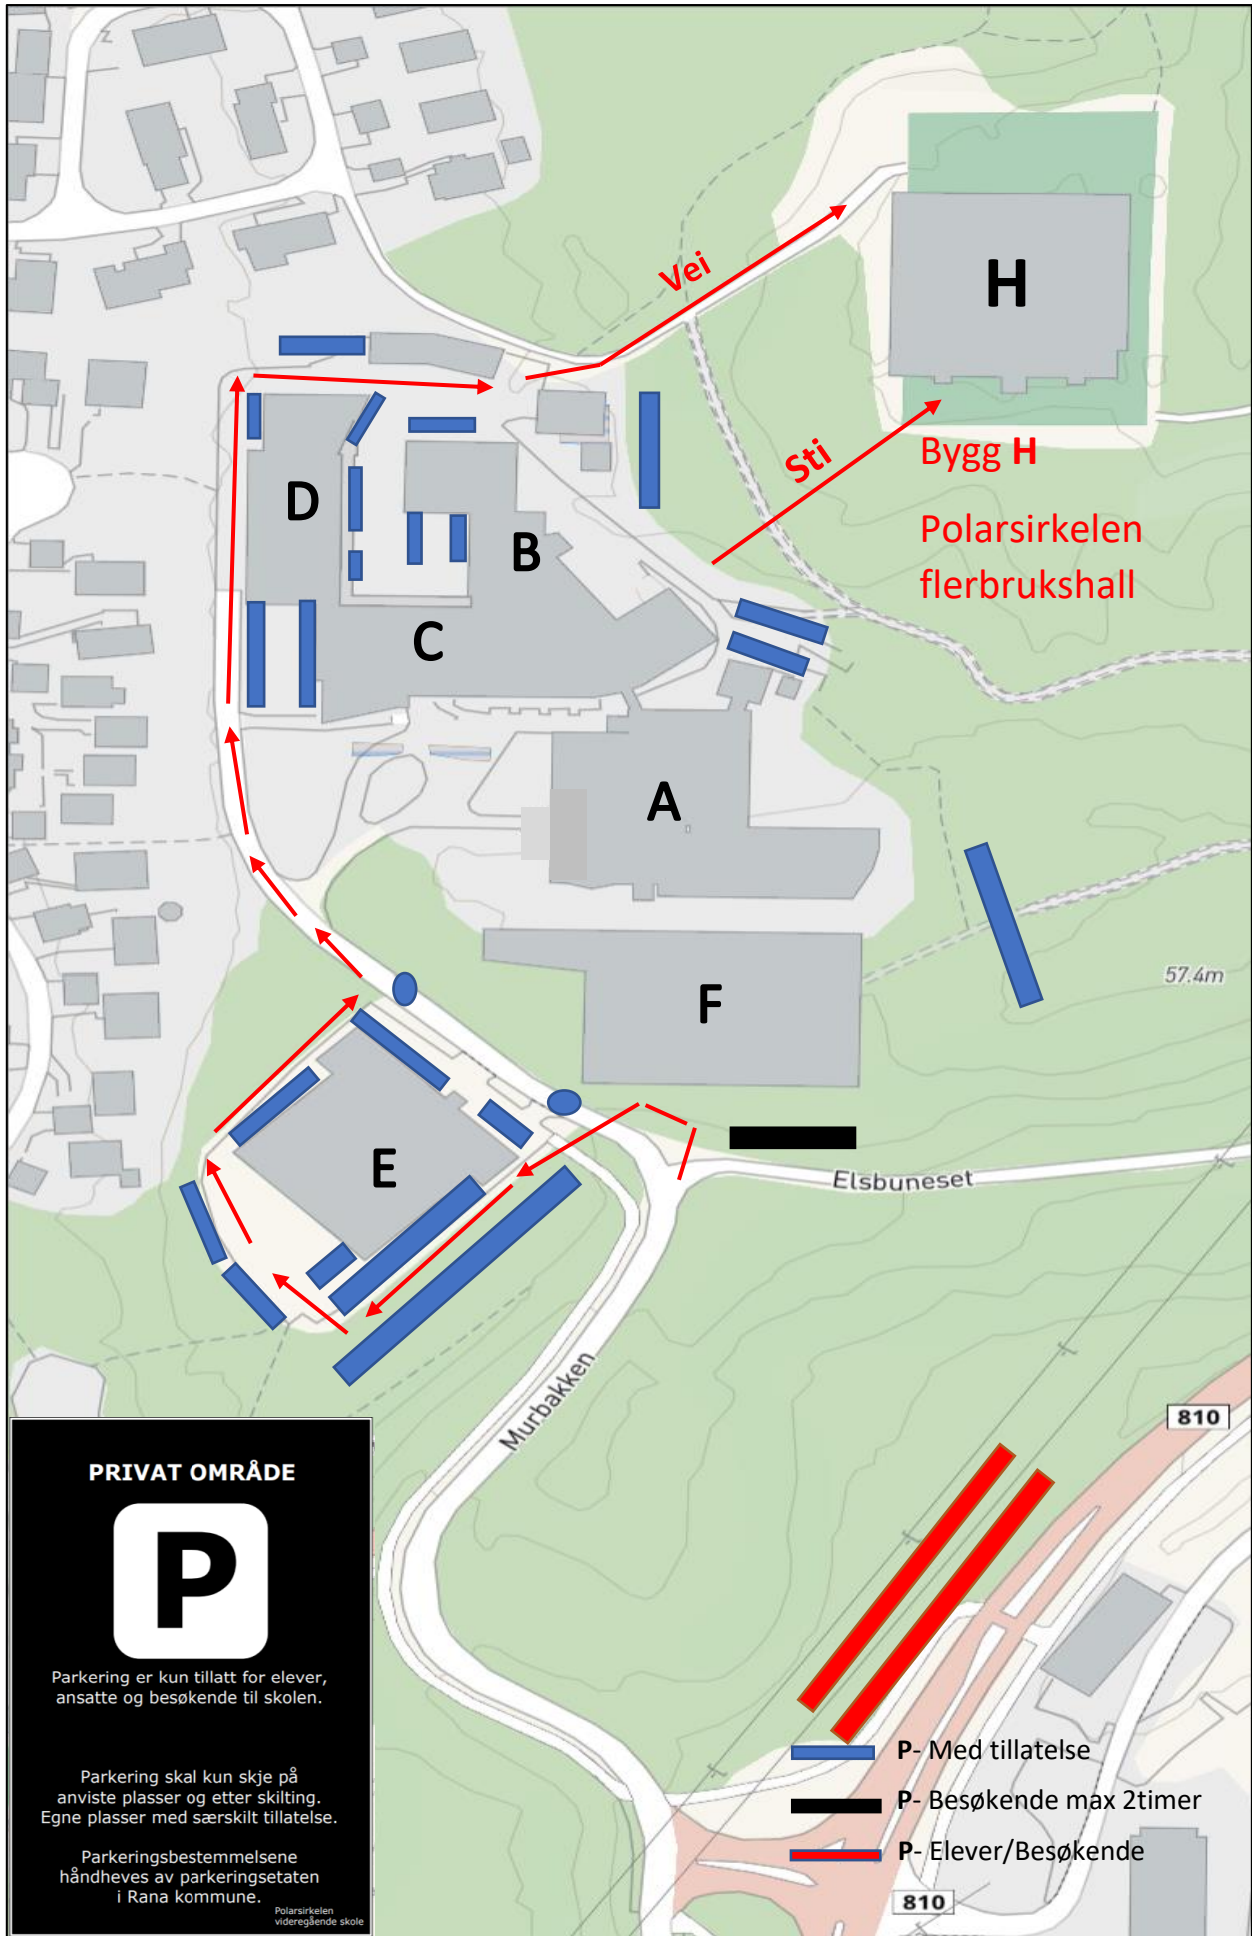 Vei
H
Sti
Bygg H
Polarsirkelen
flerbrukshall
D
B
C
A
F
57.4m
E
Elsbuneset
Murbakken
810
PRIVAT OMRÅDE
P
Parkering er kun tillatt for elever,
ansatte og besøkende til skolen.
Parkering skal kun skje på
anviste plasser og etter skilting.
Egne plasser med særskilt tillatelse.
Parkeringsbestemmelsene
håndheves av parkeringsetaten
i Rana kommune.
Polarsirkelen
videregående skole
P- Med tillatelse
P- Besøkende max 2timer
P- Elever/Besøkende
810